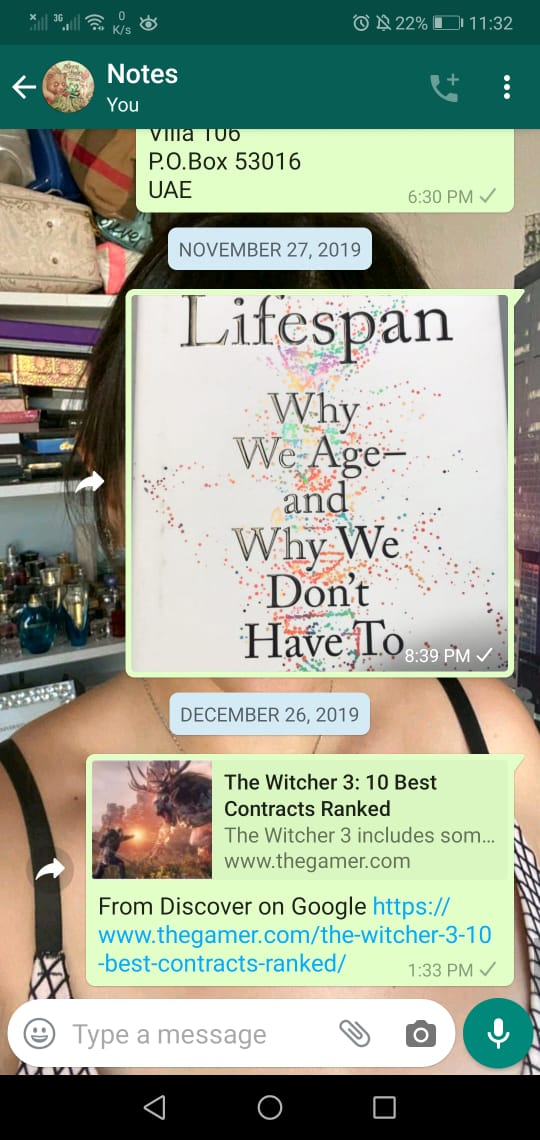 3G
0
K/s
22%
11:32
Notes
You
Villa 106
P.O.Box 53016
UAE
6:30 PM
NOVEMBER 27, 2019
Lifespan
Why
We Age—
and
Why We
Don't
Have To
8:39 PM
DECEMBER 26, 2019
The Witcher 3: 10 Best
Contracts Ranked
The Witcher 3 includes som...
www.thegamer.com
From Discover on Google https://
www.thegamer.com/the-witcher-3-10
-best-contracts-ranked/
1:33 PM
Type a message